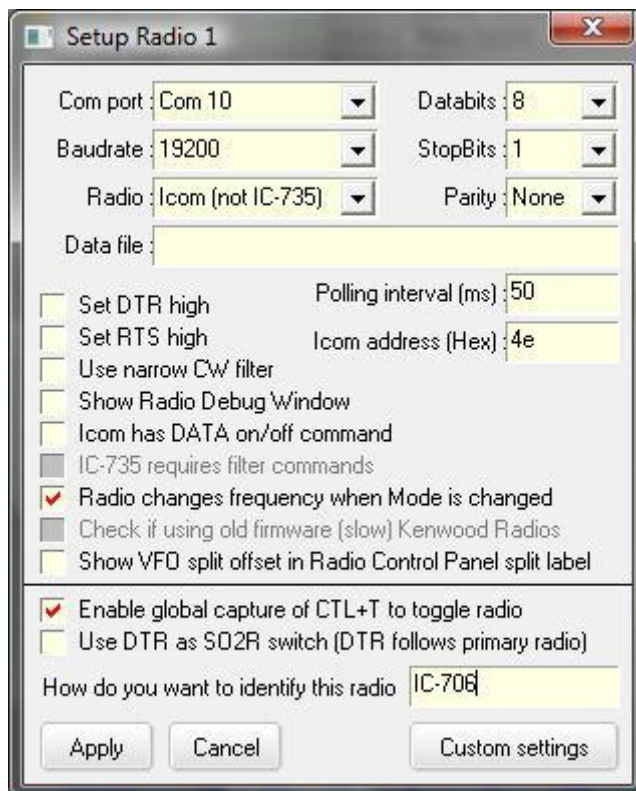 Setup Radio 1
Com port : Com 10 Databits : 8
Baudrate : 19200 StopBits : 1
Radio : Icom (not IC-735) Parity : None
Data file :
Polling interval (ms) : 50
Set DTR high
Set RTS high
Icom address (Hex) : 4e
Use narrow CW filter
Show Radio Debug Window
Icom has DATA on/off command
IC-735 requires filter commands
Radio changes frequency when Mode is changed
Check if using old firmware (slow) Kenwood Radios
Show VFO split offset in Radio Control Panel split label
Enable global capture of CTL+T to toggle radio
Use DTR as SO2R switch (DTR follows primary radio)
How do you want to identify this radio IC-706
Apply Cancel Custom settings